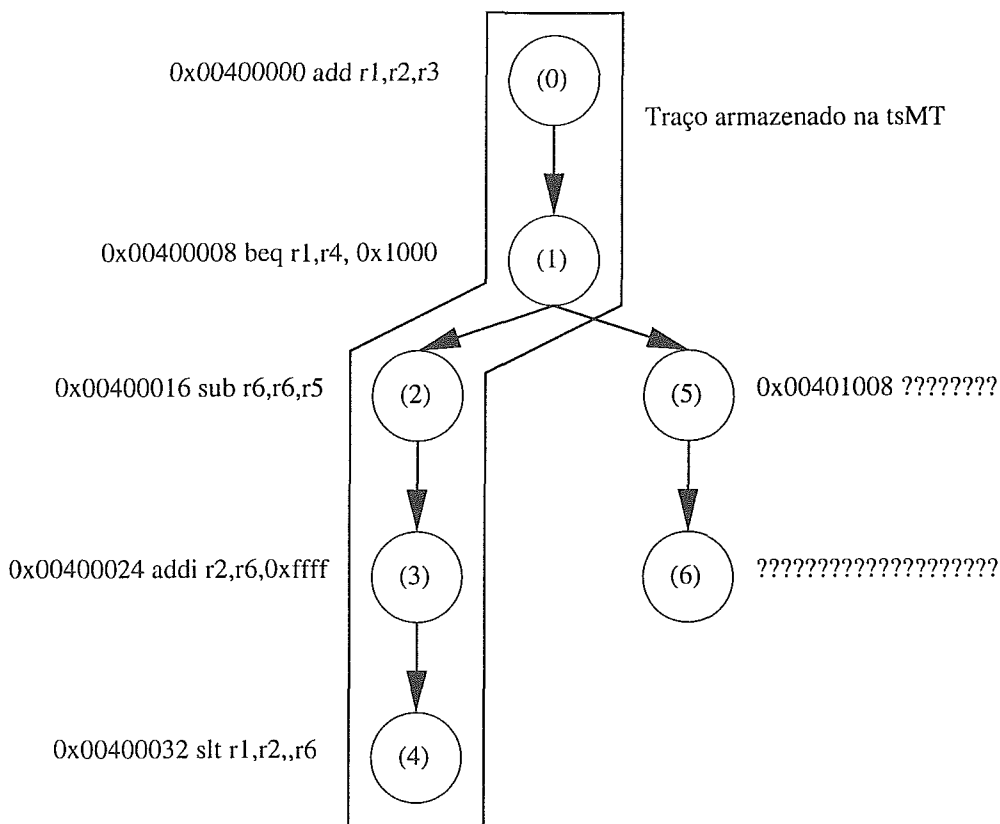 0x00400000 add r1,r2,r3
(0)
Traço armazenado na tsMT
0x00400008 beq r1,r4, 0x1000
(1)
0x00400016 sub r6,r6,r5
(2)
(5)
0x00401008 ????????
0x00400024 addi r2,r6,0xffff
(3)
(6)
????????????????????
0x00400032 slt r1,r2,,r6
(4)